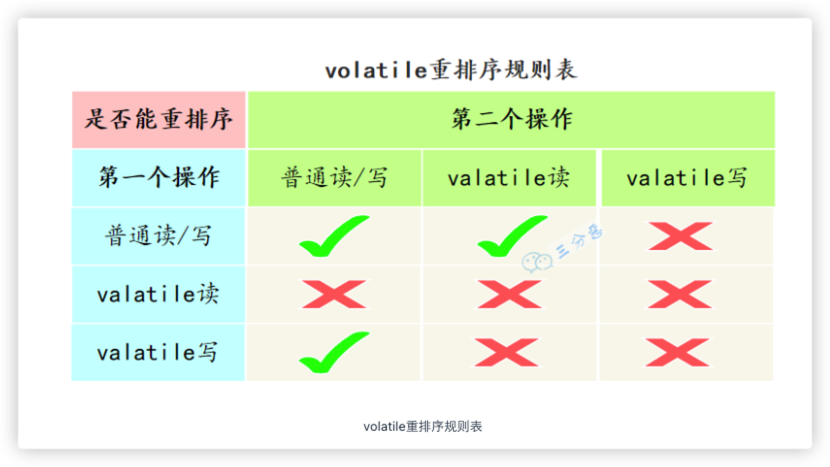 volatile重排序规则表
是否能重排序 第二个操作
第一个操作 普通读/写 valatile读 valatile写
普通读/写
三分恶
valatile读
valatile写
volatile重排序规则表